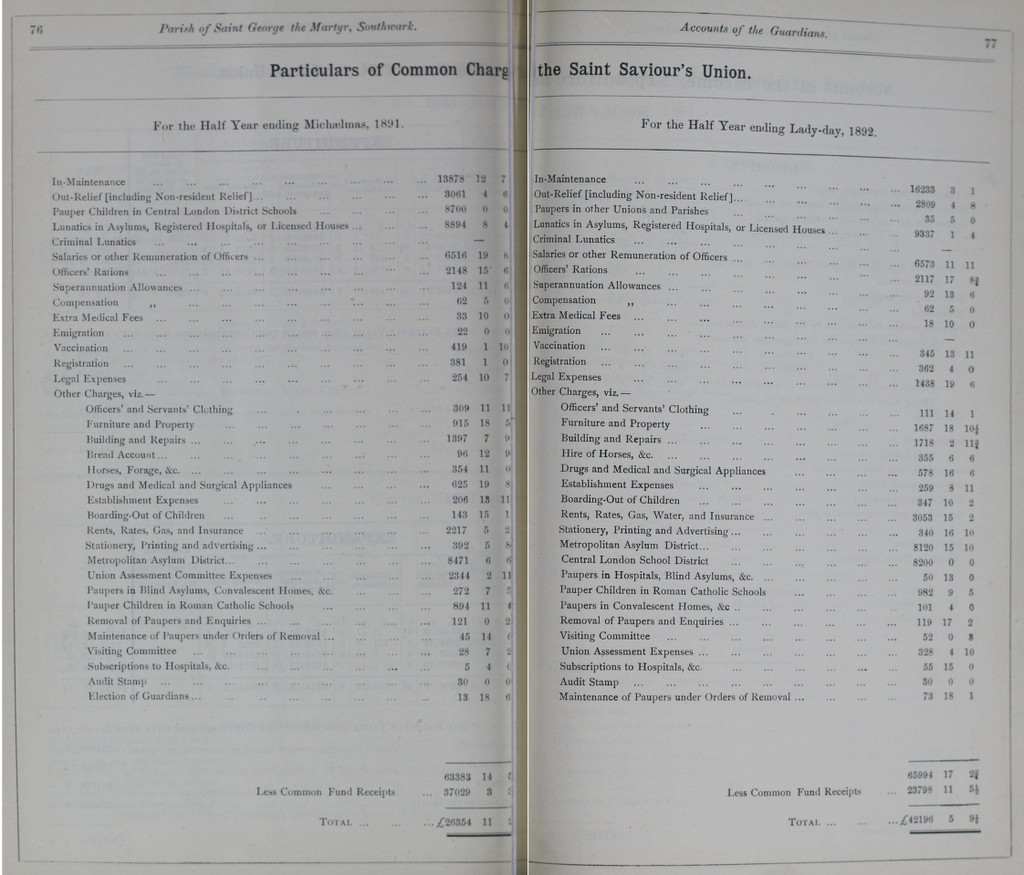 76 Parish of Saint George the Martyr, Southwark.
Particulars of Common Charg
For the Half Year ending Michælmas, 1891.
In-Maintenance ... 13878 12 7
Out-Relief [including Non-resident Relief] ... 3061 4 6
Pauper Children in Central London District Schools ... 8700 0 0
Lunatics in Asylums, Registered Hospitals, or Licensed Houses ... 8894 8 4
Criminal Lunatics ... —
Salaries or other Remuneration of Officers ... 6516 19
Officers' Rations ... 2148 15 6
Superannuation Allowances ... 124 11 6
Compensation ,, ... 62 5 0
Extra Medical Fees ... 33 10 0
Emigration ... 22 0 0
Vaccination ... 419 1 10
Registration ... 381 1 0
Legal Expenses ... 254 10 7
Other Charges, viz.—
Officers' and Servants' Clothing ... 309 11 11
Furniture and Property ... 915 18 5
Building and Repairs ... 1397 7 9
Bread Account ... 96 12 9
Horses, Forage, &c. ... 354 11 0
Drugs and Medical and Surgical Appliances ... 625 19 8
Establishment Expenses ... 206 13 11
Boarding-Out of Children ... 143 15 1
Rents, Rates, Gas, and Insurance ... 2217 5 2
Stationery, Printing and advertising ... 392 5 8
Metropolitan Asylum District ... 8471 6 6
Union Assessment Committee Expenses ... 2344 2 11
Paupers in Blind Asylums, Convalescent Homes, &c. ... 272 7 5
Pauper Children in Roman Catholic Schools ... 894 11 4
Removal of Paupers and Enquiries ... 121 0 2
Maintenance of Paupers under Orders of Removal ... 45 14
Visiting Committee ... 28 7 2
Subscriptions to Hospitals, &c. ... 5 4
Audit Stamp ... 30 0 0
Election of Guardians ... 13 18 6
63383 14
Less Common Fund Receipts ... 37029 3
Total ... £26354 11
Accounts of the Guardians. 77
the Saint Saviour's Union.
For the Half Year ending Lady-day, 1892.
In-Maintenance ... 16233 3 1
Out-Relief [including Non-resident Relief] ... 2809 4 8
Paupers in other Unions and Parishes ... 35 5 0
Lunatics in Asylums, Registered Hospitals, or Licensed Houses ... 9337 1 4
Criminal Lunatics ... —
Salaries or other Remuneration of Officers ... 6573 11 11
Officers' Rations ... 2117 17 8¾
Superannuation Allowances ... 92 13 6
Compensation ,, ... 62 5 0
Extra Medical Fees ... 18 10 0
Emigration ... —
Vaccination ... 345 13 11
Registration ... 362 4 0
Legal Expenses ... 1438 19 6
Other Charges, viz.—
Officers' and Servants' Clothing ... 111 14 1
Furniture and Property ... 1687 18 10½
Building and Repairs ... 1718 2 11¾
Hire of Horses, &c. ... 355 6 6
Drugs and Medical and Surgical Appliances ... 578 16 6
Establishment Expenses ... 259 8 11
Boarding-Out of Children ... 347 10 2
Rents, Rates, Gas, Water, and Insurance ... 3053 15 2
Stationery, Printing and Advertising ... 340 16 10
Metropolitan Asylum District ... 8120 15 10
Central London School District ... 8200 0 0
Paupers in Hospitals, Blind Asylums, &c. ... 50 13 0
Pauper Children in Roman Catholic Schools ... 982 9 5
Paupers in Convalescent Homes, &c ... 101 4 0
Removal of Paupers and Enquiries ... 119 17 2
Visiting Committee ... 52 0 8
Union Assessment Expenses ... 328 4 10
Subscriptions to Hospitals, &c. ... 55 15 0
Audit Stamp ... 30 0 0
Maintenance of Paupers under Orders of Removal ... 73 18 1
65994 17 2¾
Less Common Fund Receipts ... 23798 11 5½
Total ... £42196 5 9¼